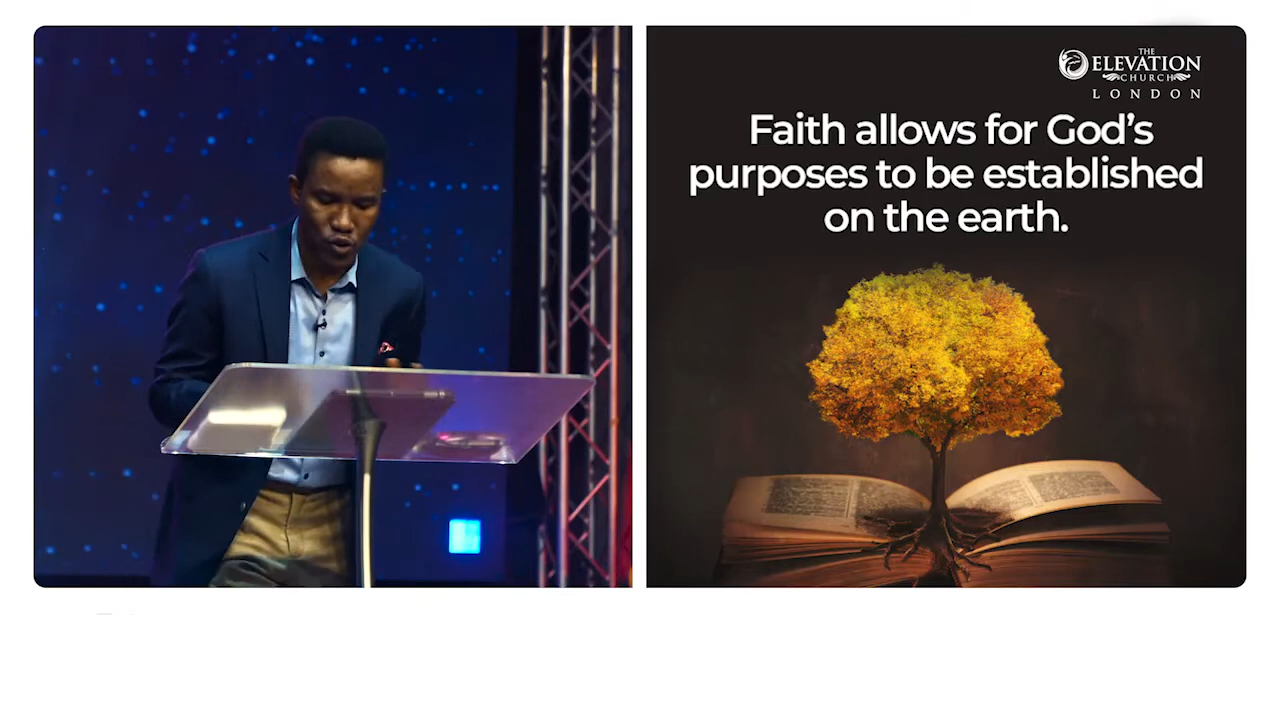 THE
ELEVATION
CHURCH
LONDON
Faith allows for God's
purposes to be established
on the earth.